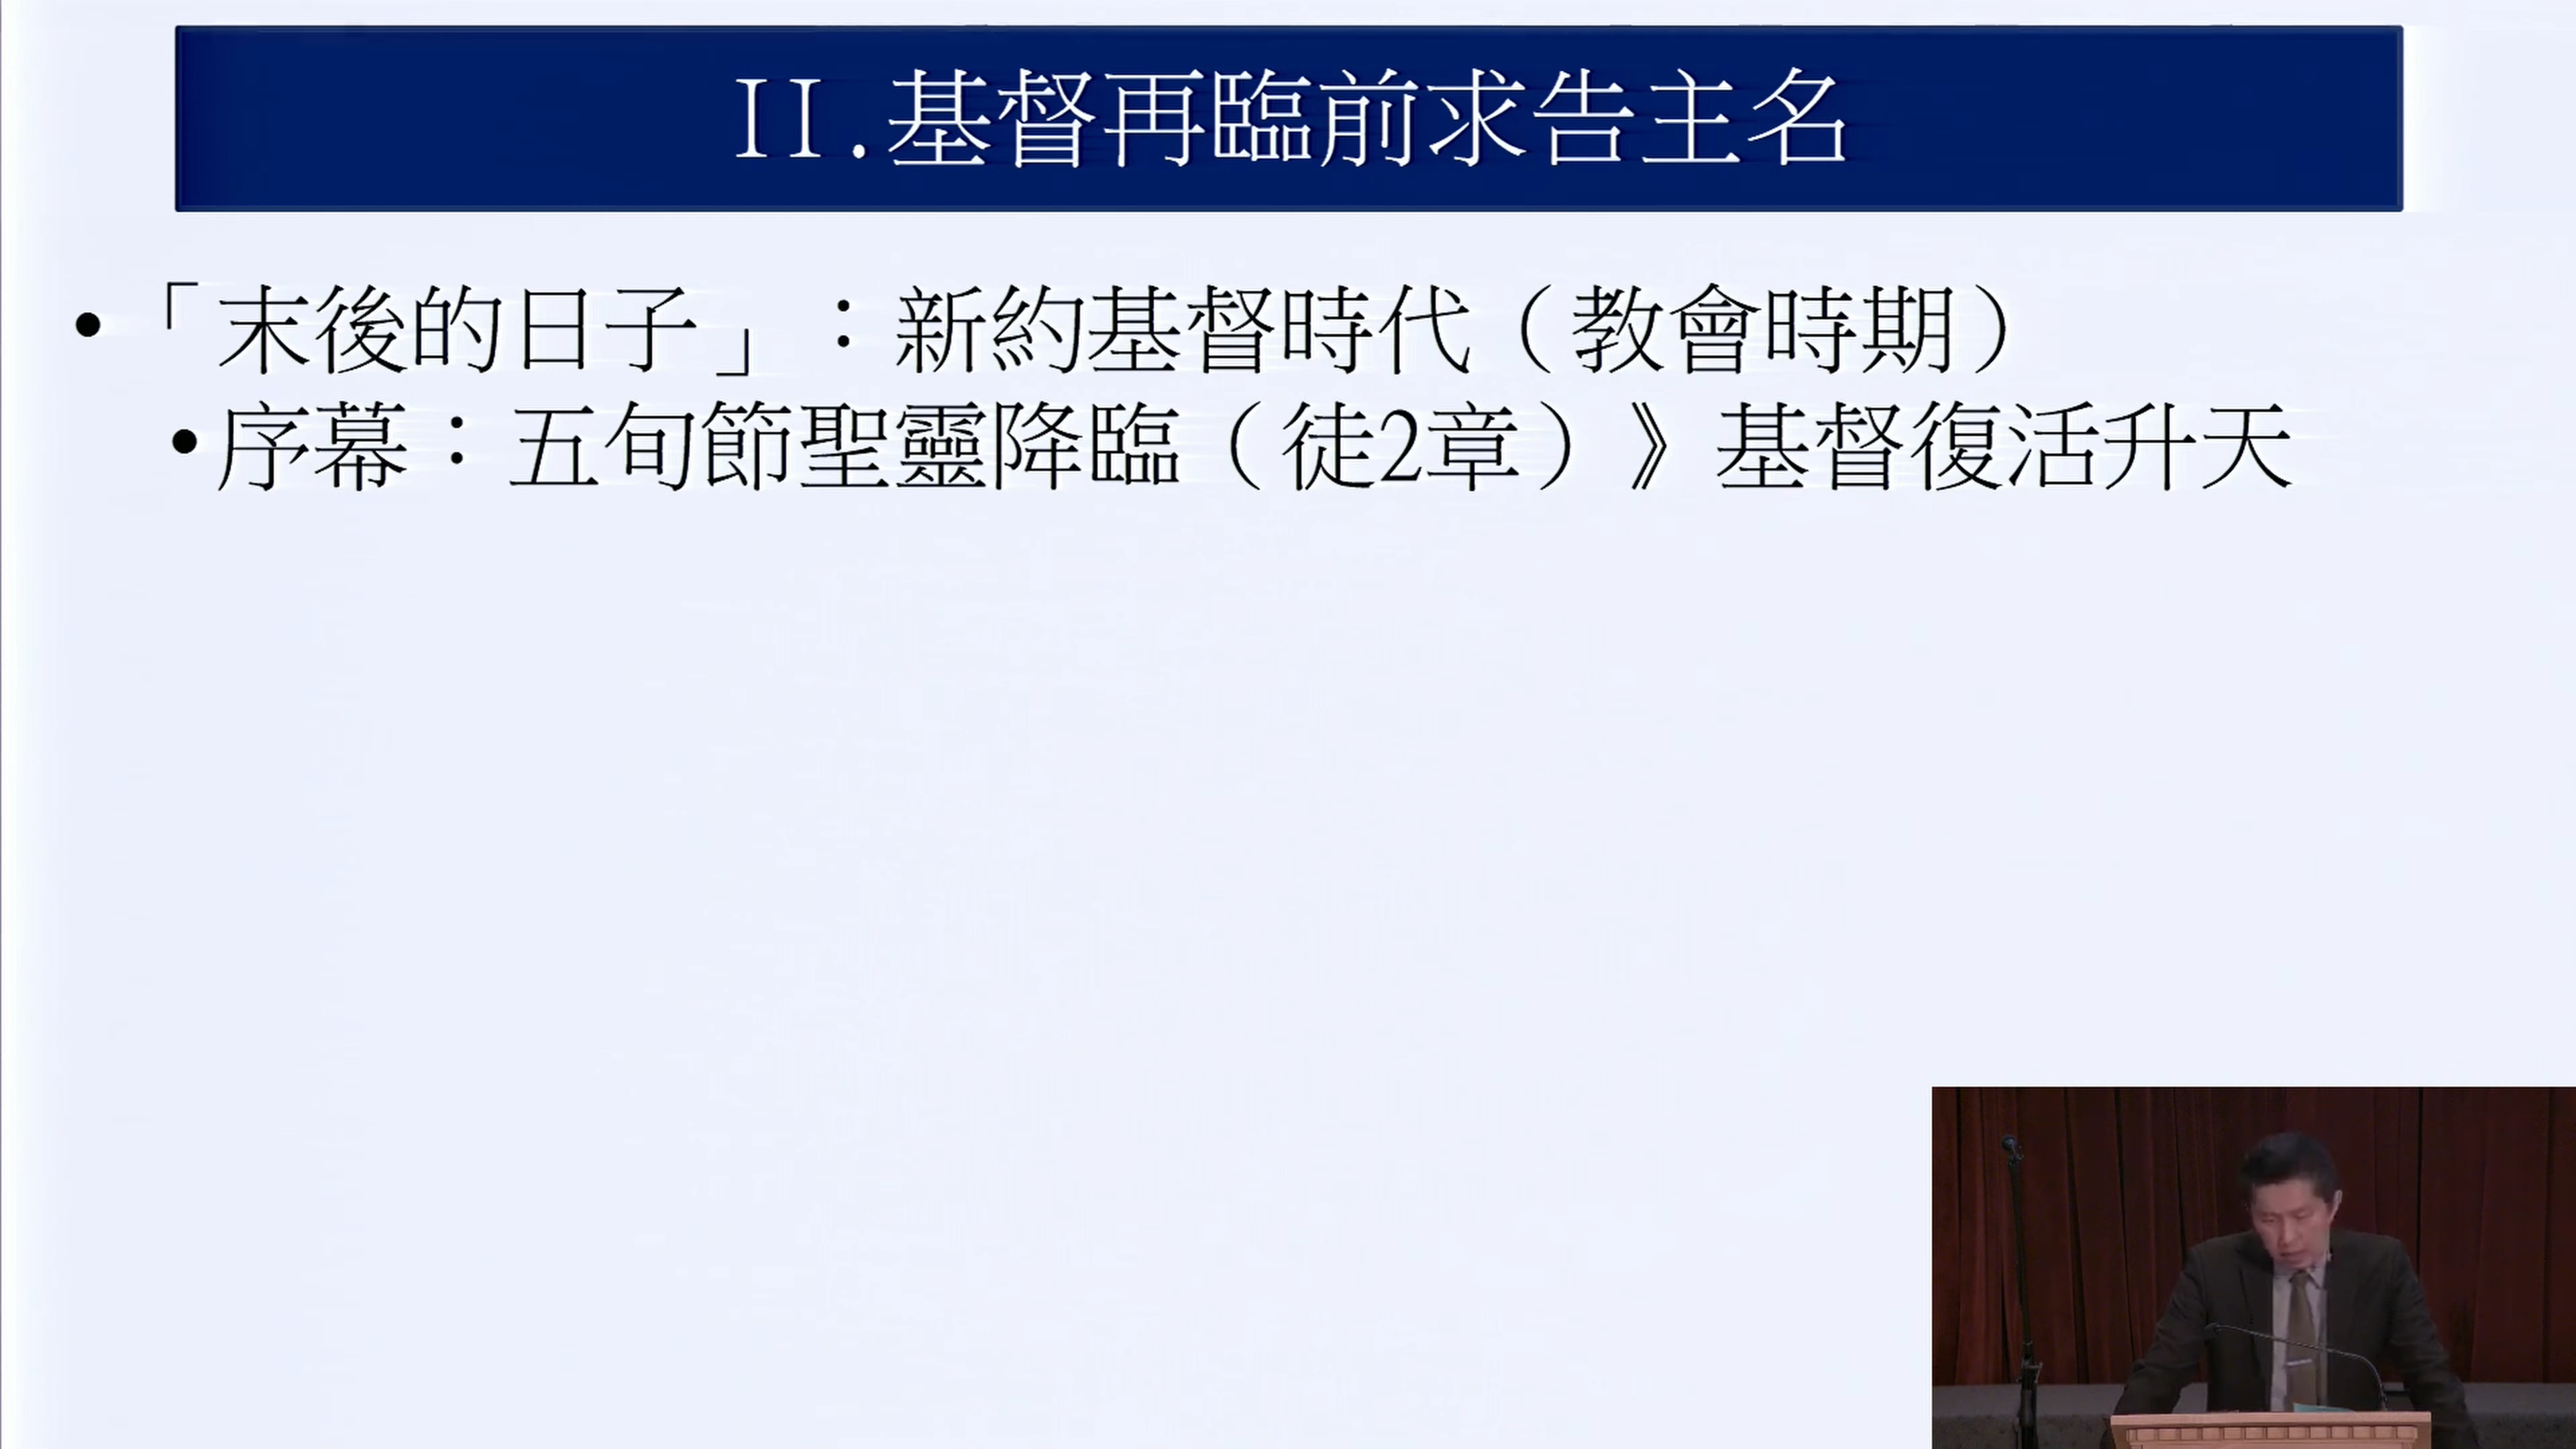 II.基督再臨前求告主名
•「末後的日子」：新約基督時代（教會時期）
•序幕：五旬節聖靈降臨（徒2章）》基督復活升天